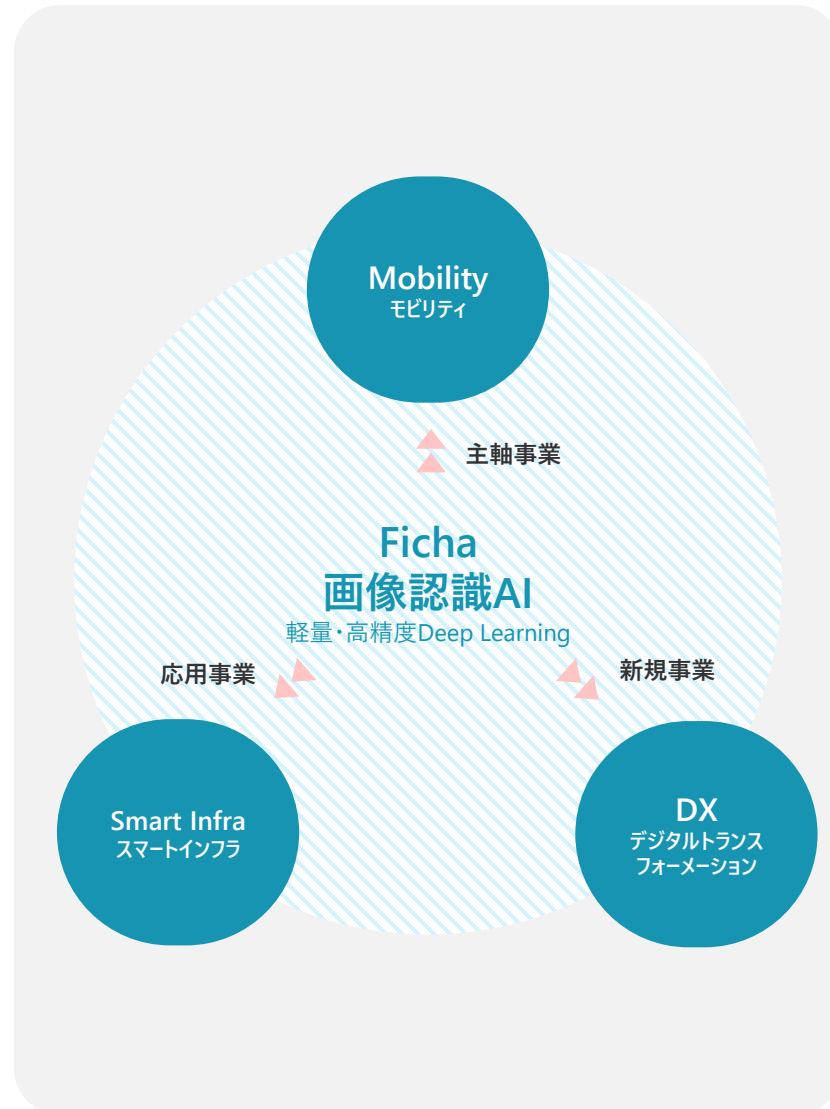 Mobility
モビリティ
主軸事業
Ficha
画像認識AI
軽量・高精度Deep Learning
応用事業
新規事業
Smart Infra
スマートインフラ
DX
デジタルトランス
フォーメーション